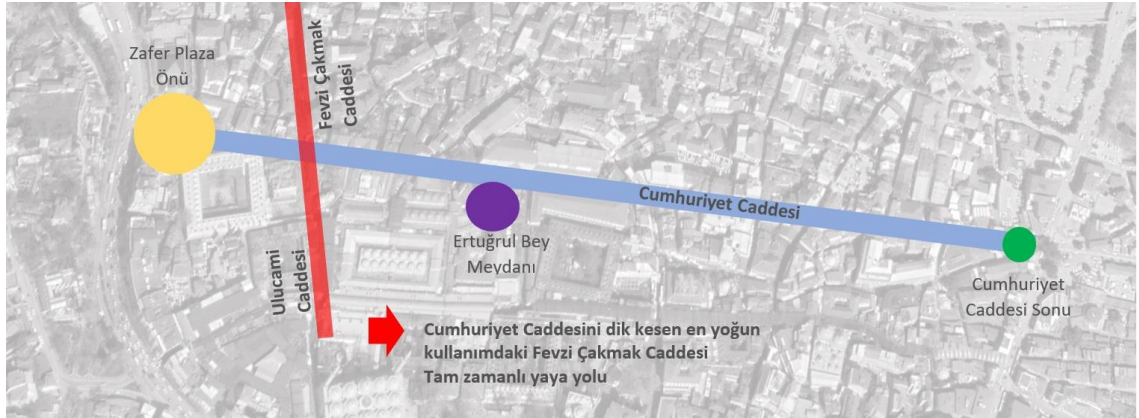 Zafer Plaza
Önü
Fevzi Çakmak
Caddesi
Cumhuriyet Caddesi
Ertuğrul Bey
Meydanı
Ulucami
Caddesi
Cumhuriyet
Caddesi Sonu
Cumhuriyet Caddesini dik kesen en yoğun
kullanımdaki Fevzi Çakmak Caddesi
Tam zamanlı yaya yolu